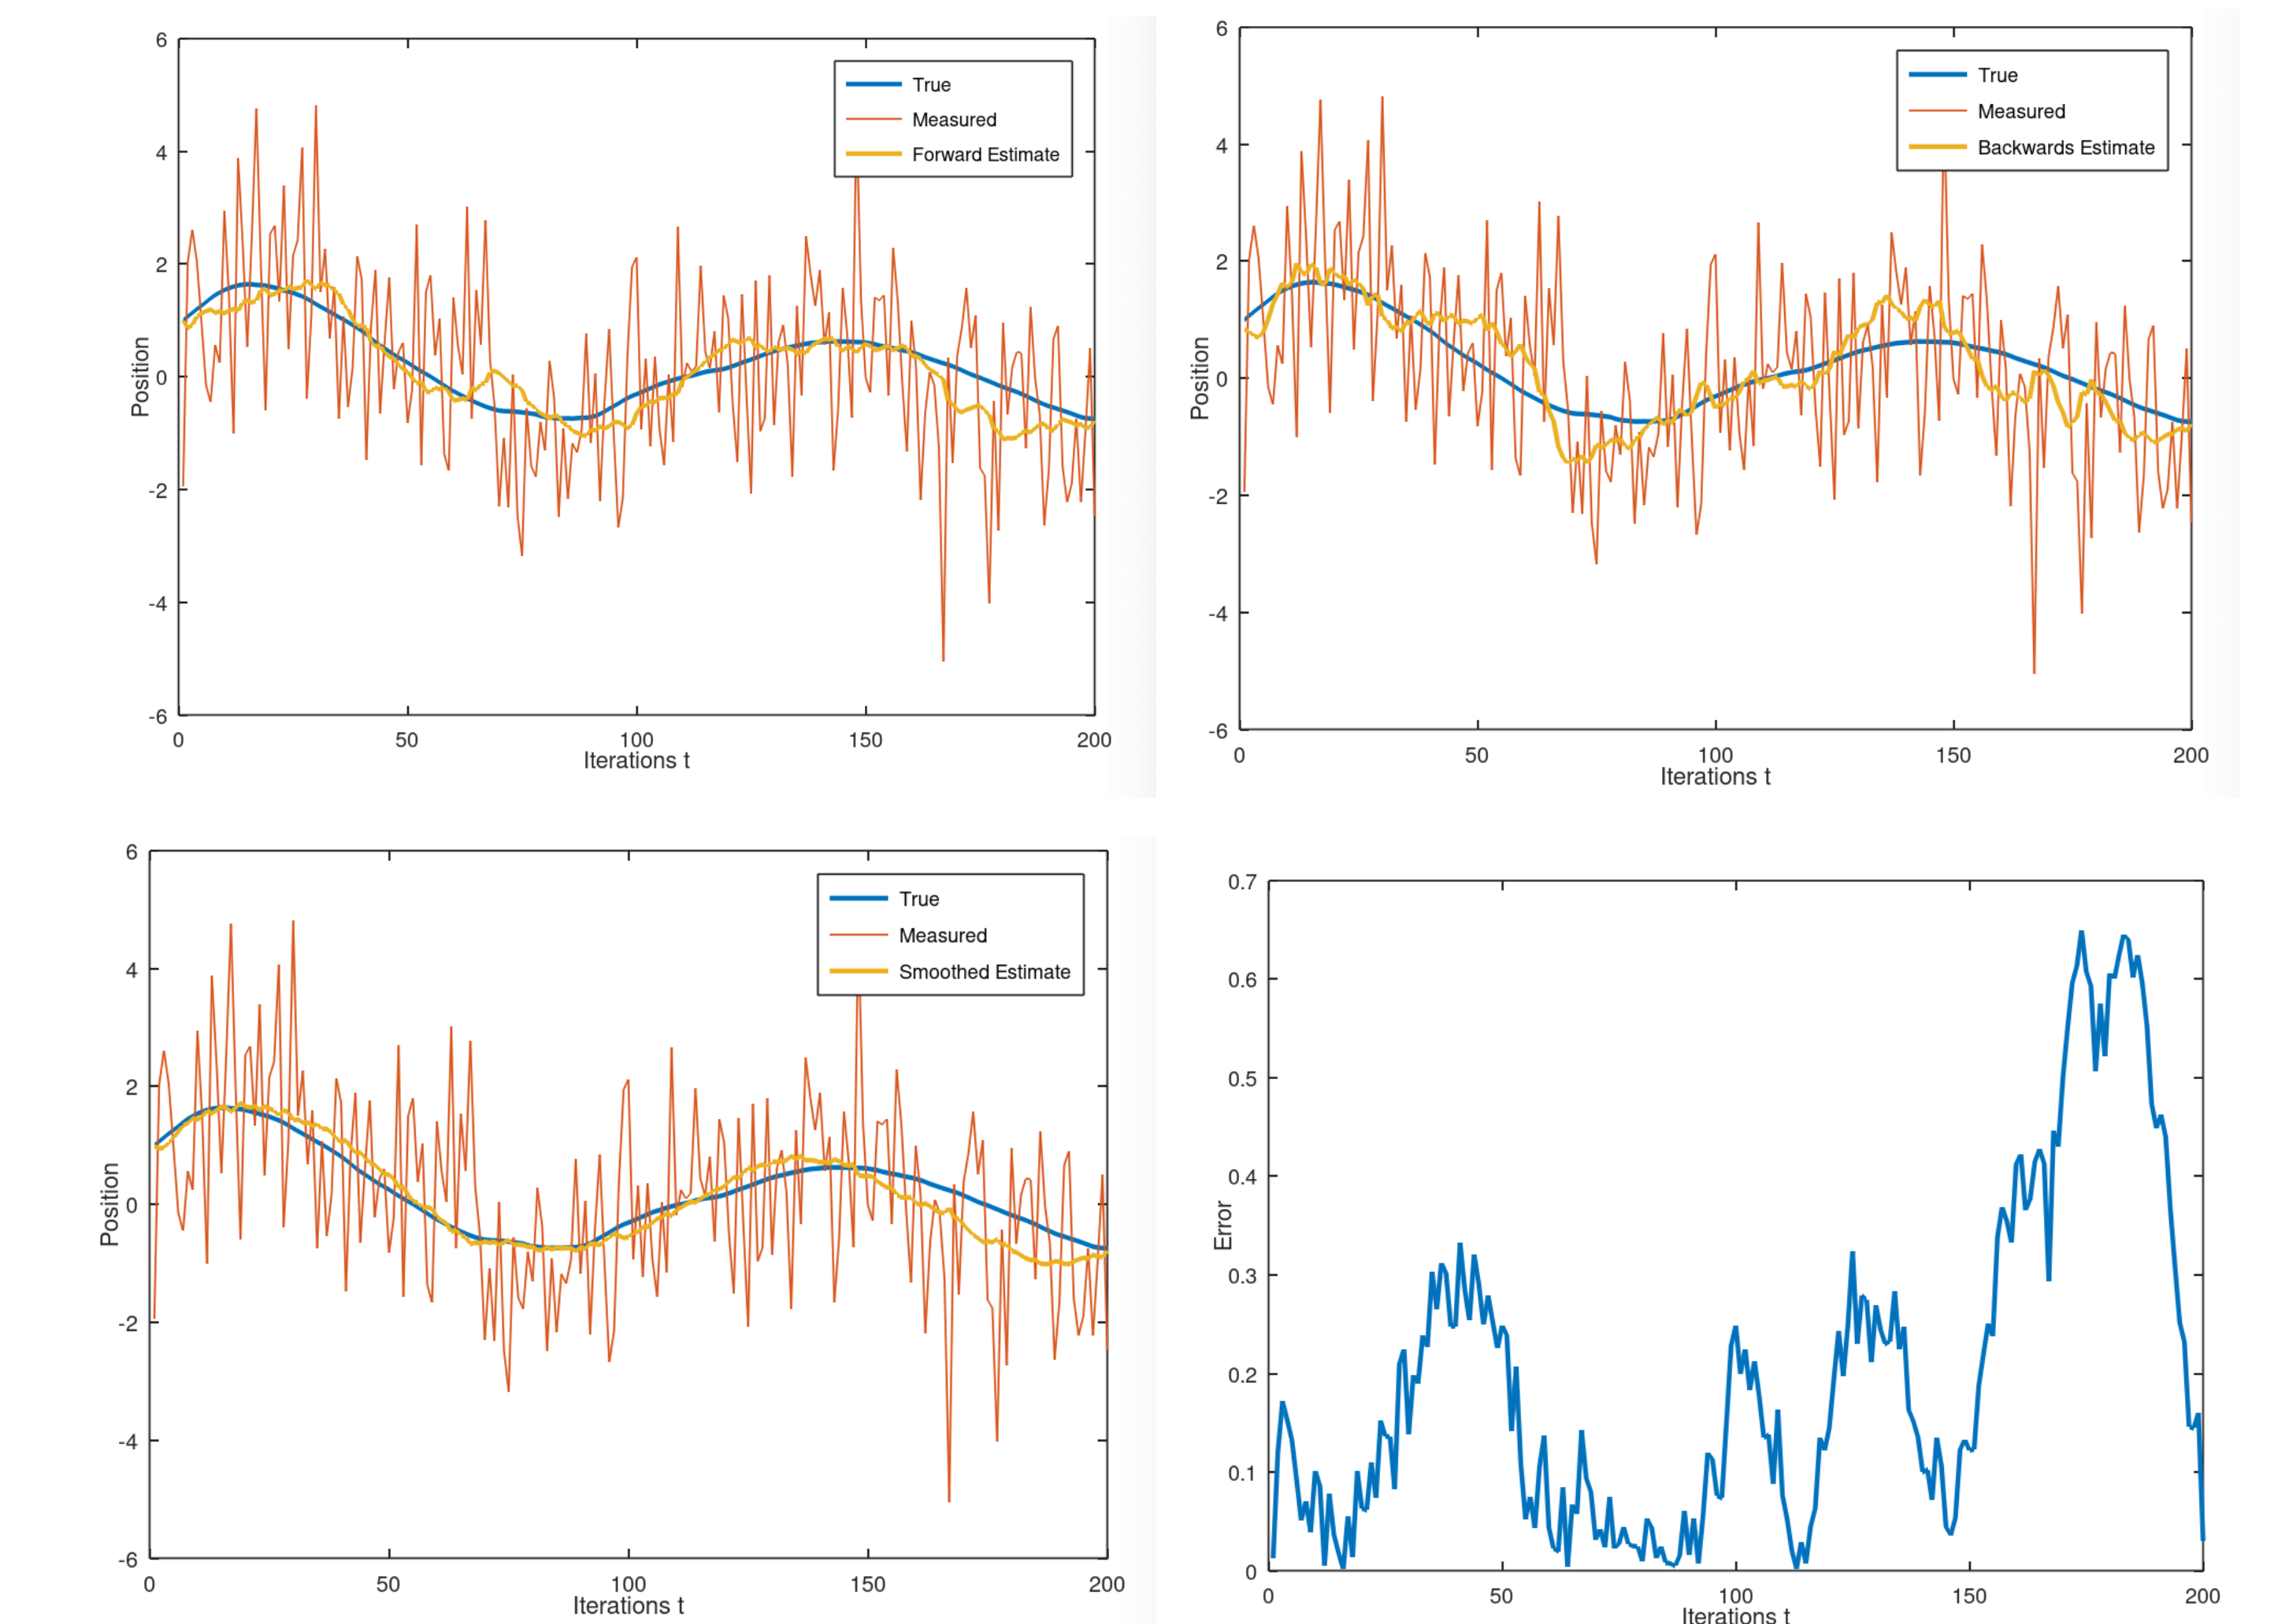 6
4
2
0
-2
-4
-6
Position
0 50 100 150 200
Iterations t
True
Measured
Forward Estimate
6
4
2
0
-2
-4
-6
Position
0 50 100 150 200
Iterations t
True
Measured
Backwards Estimate
6
4
2
0
-2
-4
-6
Position
0 50 100 150 200
Iterations t
True
Measured
Smoothed Estimate
0.7
0.6
0.5
0.4
0.3
0.2
0.1
0
Error
0 50 100 150 200
Iterations t